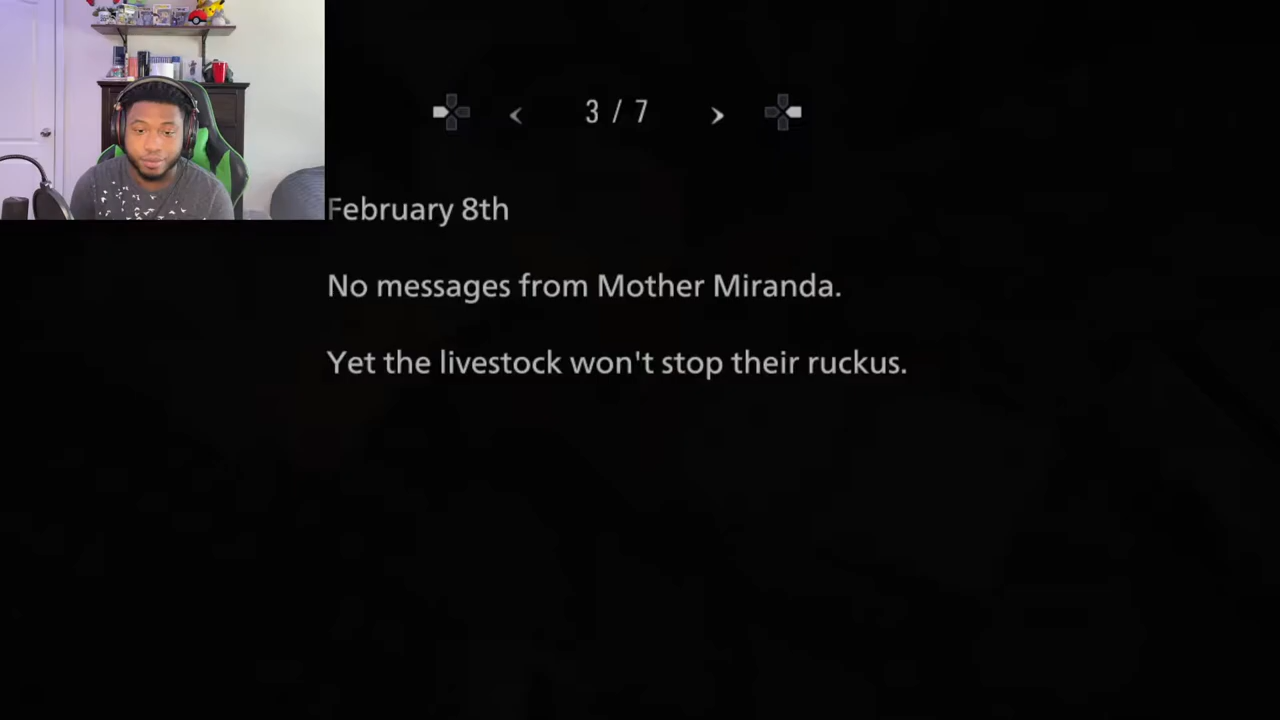 < 3 / 7 >
February 8th
No messages from Mother Miranda.
Yet the livestock won't stop their ruckus.